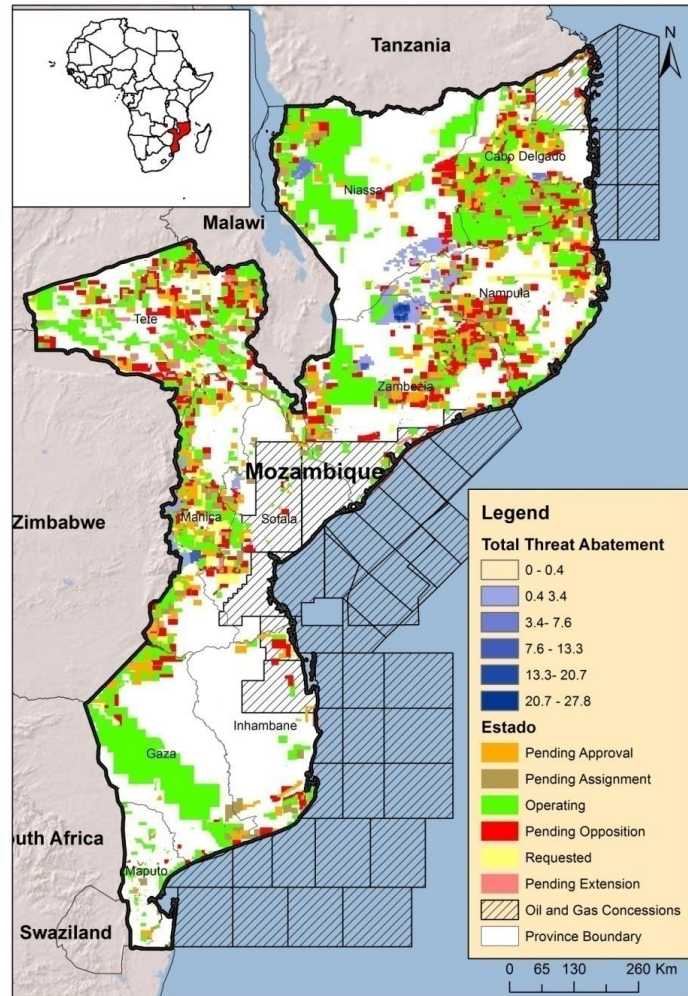 Tanzania
N
Cabo Delgado
Niassa
Malawi
Nampula
Tete
Zambezia
Mozambique
Zimbabwe
Manica
Sofala
Inhambane
Gaza
outh Africa
Maputo
Swaziland
Legend
Total Threat Abatement
0 - 0.4
0.4 3.4
3.4- 7.6
7.6 - 13.3
13.3- 20.7
20.7 - 27.8
Estado
Pending Approval
Pending Assignment
Operating
Pending Opposition
Requested
Pending Extension
Oil and Gas Concessions
Province Boundary
0 65 130 260 Km